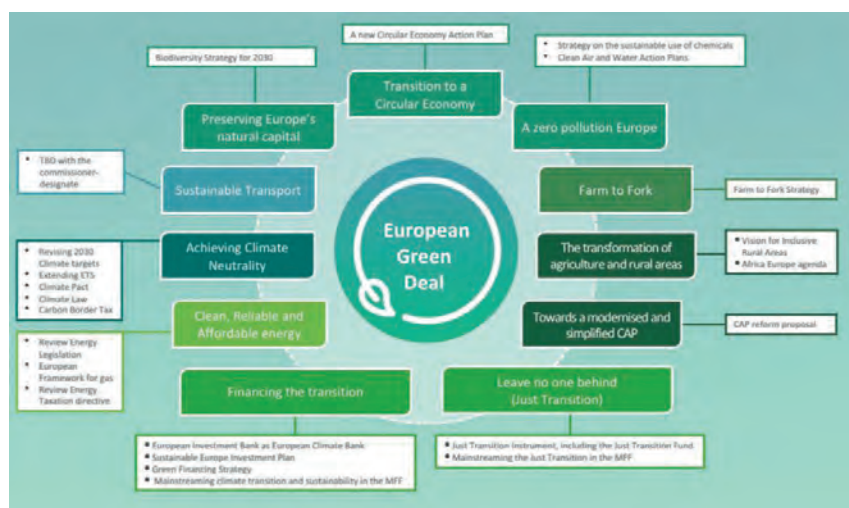 A new Circular Economy Action Plan
Biodiversity Strategy for 2030
▪ Strategy on the sustainable use of chemicals
▪ Clean Air and Water Action Plans
Transition to a
Circular Economy
Preserving Europe's
natural capital
A zero pollution Europe
▪ TBD with the
commissioner-
designate
Sustainable Transport
Farm to Fork
Farm to Fork Strategy
European
Green
Deal
▪ Revising 2030
Climate targets
▪ Extending ETS
▪ Climate Pact
▪ Climate Law
▪ Carbon Border Tax
Achieving Climate
Neutrality
The transformation of
agriculture and rural areas
▪ Vision for Inclusive
Rural Areas
▪ Africa Europe agenda
Clean, Reliable and
Affordable energy
Towards a modernised and
simplified CAP
CAP reform proposal
▪ Review Energy
Legislation
▪ European
Framework for gas
▪ Review Energy
Taxation directive
Financing the transition
Leave no one behind
(Just Transition)
▪ European Investment Bank as European Climate Bank
▪ Sustainable Europe Investment Plan
▪ Green Financing Strategy
▪ Mainstreaming climate transition and sustainability in the MFF
▪ Just Transition Instrument, including the Just Transition Fund
▪ Mainstreaming the Just Transition in the MFF